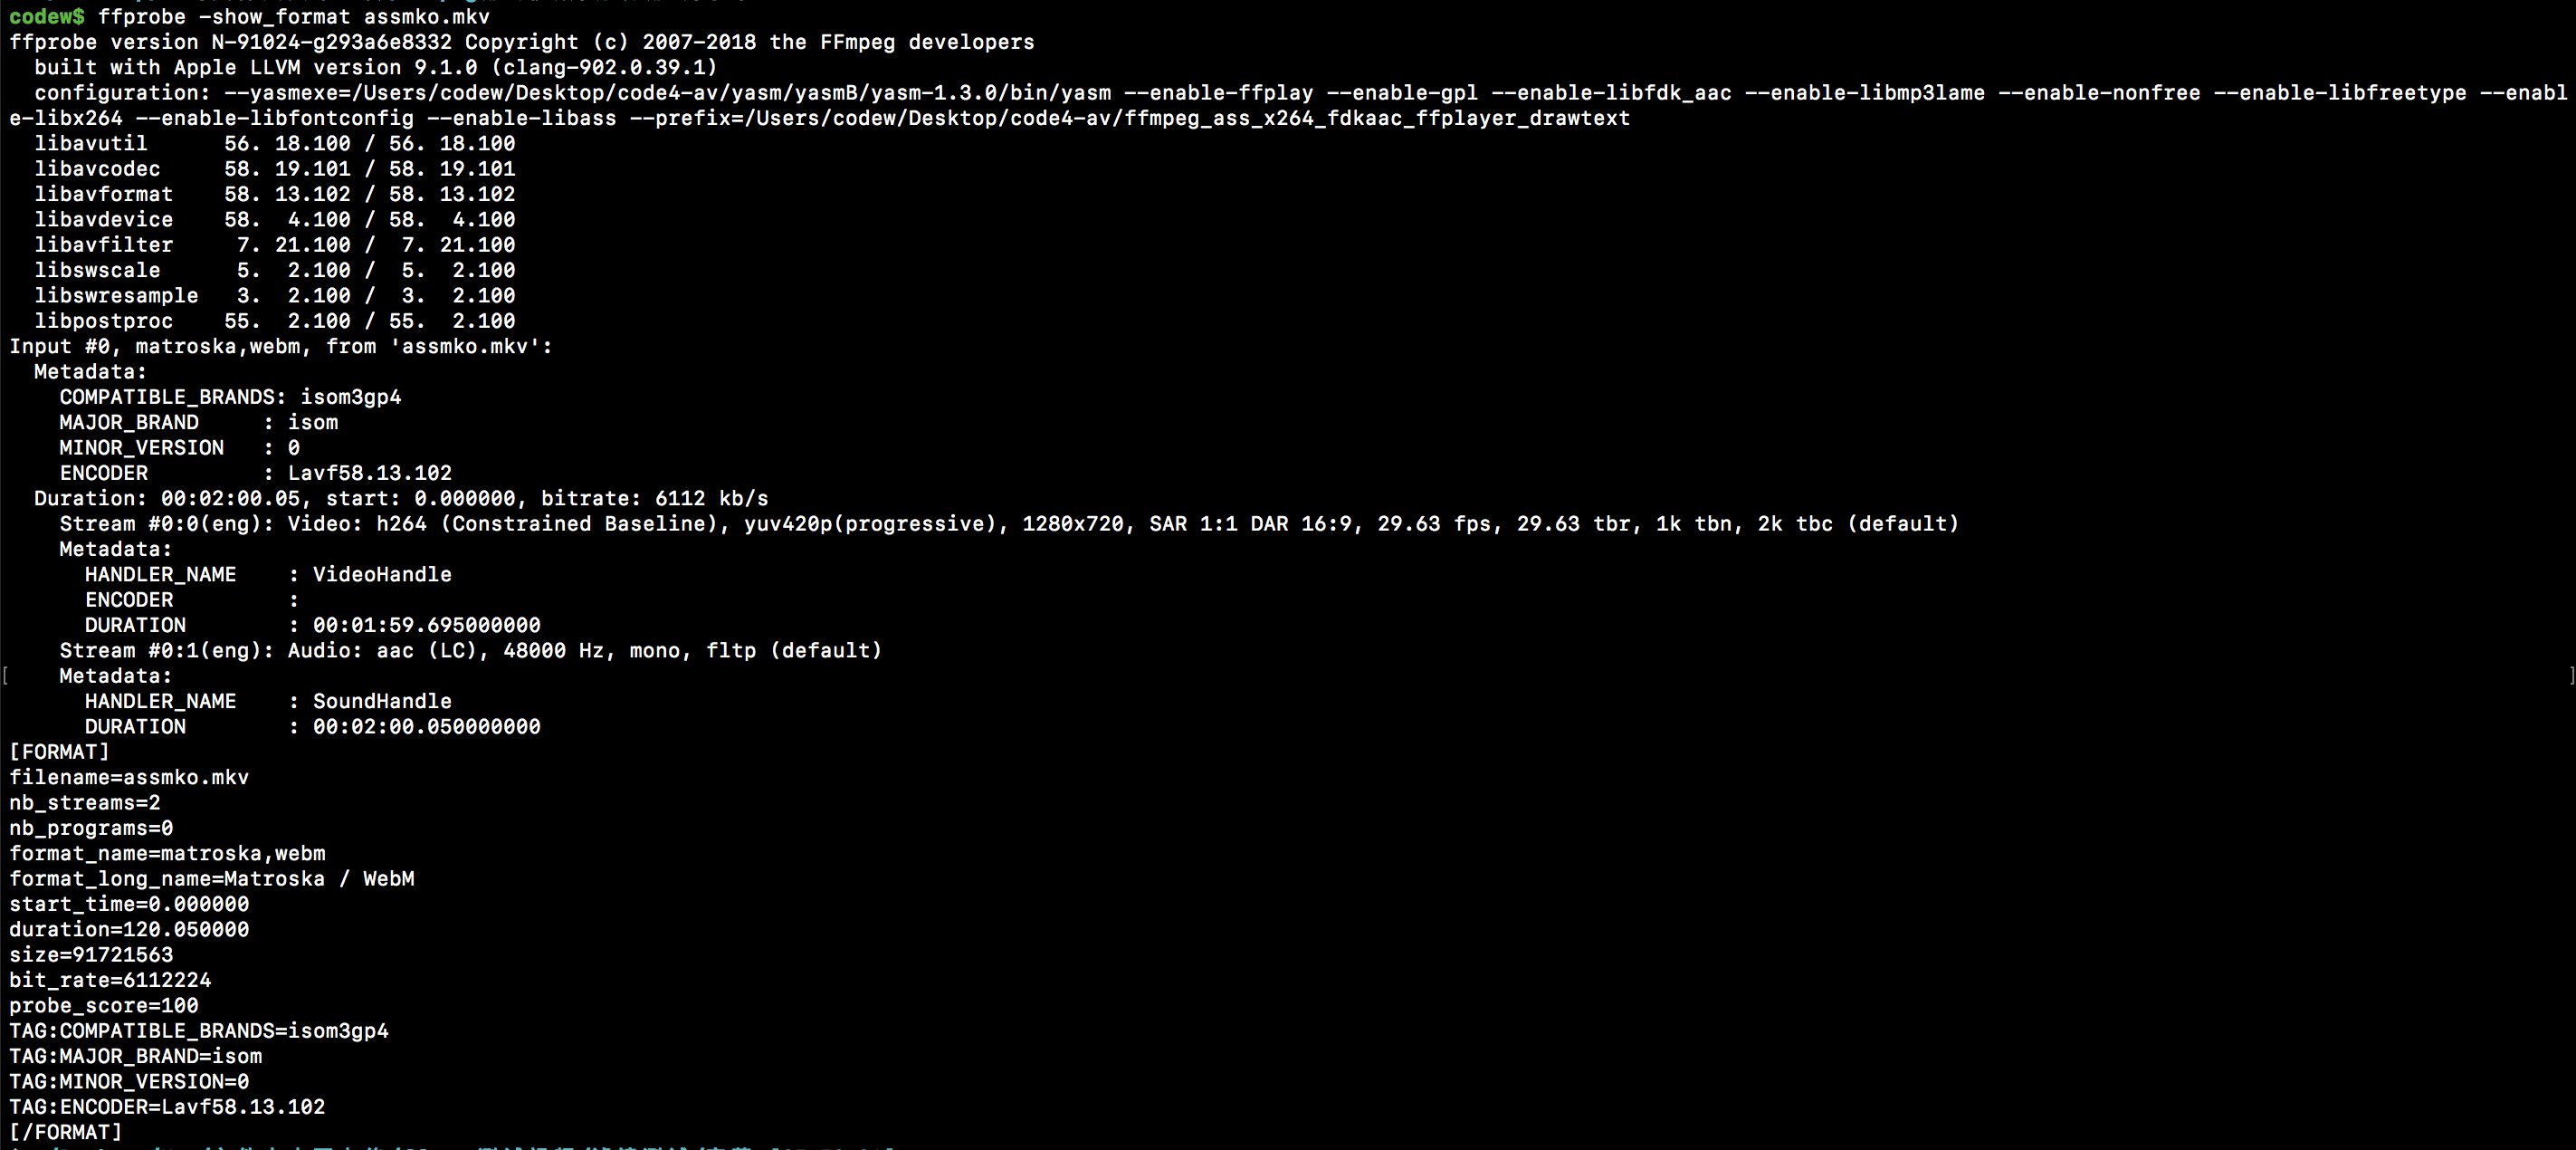 codew$ ffprobe -show_format assmko.mkv
ffprobe version N-91024-g293a6e8332 Copyright (c) 2007-2018 the FFmpeg developers
  built with Apple LLVM version 9.1.0 (clang-902.0.39.1)
  configuration: --yasmexe=/Users/codew/Desktop/code4-av/yasm/yasmB/yasm-1.3.0/bin/yasm --enable-ffplay --enable-gpl --enable-libfdk_aac --enable-libmp3lame --enable-nonfree --enable-libfreetype --enabl
e-libx264 --enable-libfontconfig --enable-libass --prefix=/Users/codew/Desktop/code4-av/ffmpeg_ass_x264_fdkaac_ffplayer_drawtext
  libavutil      56. 18.100 / 56. 18.100
  libavcodec     58. 19.101 / 58. 19.101
  libavformat    58. 13.102 / 58. 13.102
  libavdevice    58.  4.100 / 58.  4.100
  libavfilter     7. 21.100 /  7. 21.100
  libswscale      5.  2.100 /  5.  2.100
  libswresample   3.  2.100 /  3.  2.100
  libpostproc    55.  2.100 / 55.  2.100
Input #0, matroska,webm, from 'assmko.mkv':
  Metadata:
    COMPATIBLE_BRANDS: isom3gp4
    MAJOR_BRAND     : isom
    MINOR_VERSION   : 0
    ENCODER         : Lavf58.13.102
  Duration: 00:02:00.05, start: 0.000000, bitrate: 6112 kb/s
    Stream #0:0(eng): Video: h264 (Constrained Baseline), yuv420p(progressive), 1280x720, SAR 1:1 DAR 16:9, 29.63 fps, 29.63 tbr, 1k tbn, 2k tbc (default)
    Metadata:
      HANDLER_NAME    : VideoHandle
      ENCODER         :
      DURATION        : 00:01:59.695000000
    Stream #0:1(eng): Audio: aac (LC), 48000 Hz, mono, fltp (default)
[    Metadata: ]
      HANDLER_NAME    : SoundHandle
      DURATION        : 00:02:00.050000000
[FORMAT]
filename=assmko.mkv
nb_streams=2
nb_programs=0
format_name=matroska,webm
format_long_name=Matroska / WebM
start_time=0.000000
duration=120.050000
size=91721563
bit_rate=6112224
probe_score=100
TAG:COMPATIBLE_BRANDS=isom3gp4
TAG:MAJOR_BRAND=isom
TAG:MINOR_VERSION=0
TAG:ENCODER=Lavf58.13.102
[/FORMAT]